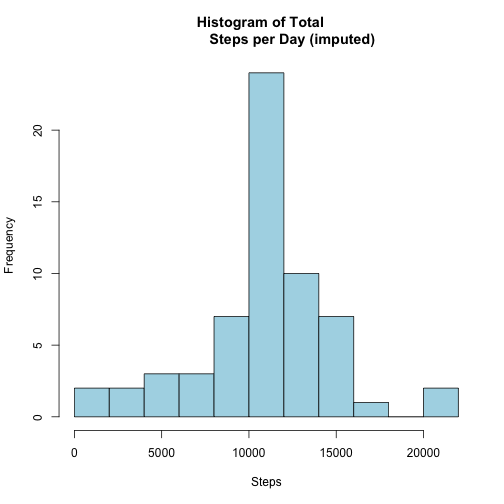 Histogram of Total
Steps per Day (imputed)
Frequency
20
15
10
5
0
0 5000 10000 15000 20000
Steps